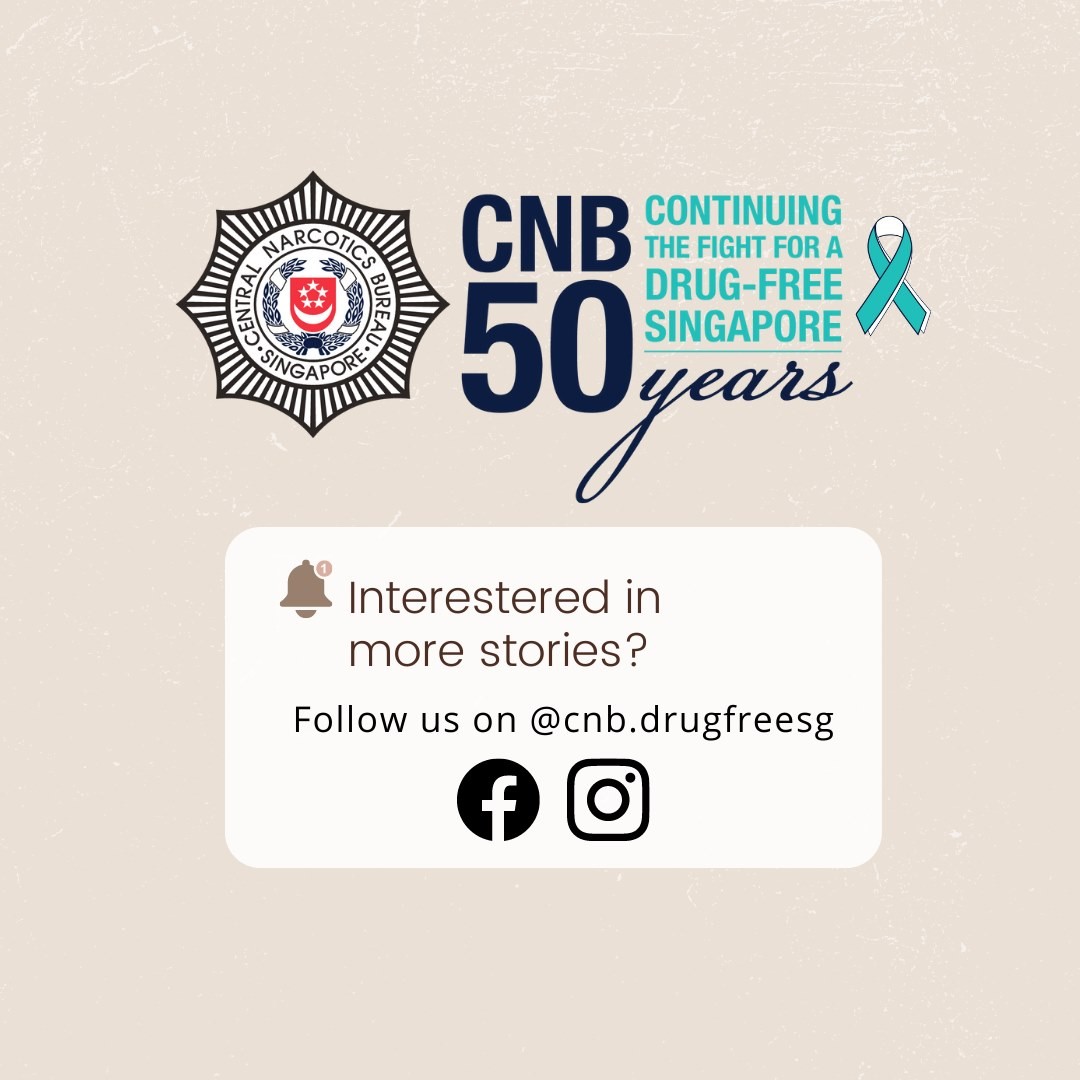 CENTRAL NARCOTICS BUREAU
SINGAPORE
CNB
50
CONTINUING
THE FIGHT FOR A
DRUG-FREE
SINGAPORE
years
1
Interestered in
more stories?
Follow us on @cnb.drugfreesg